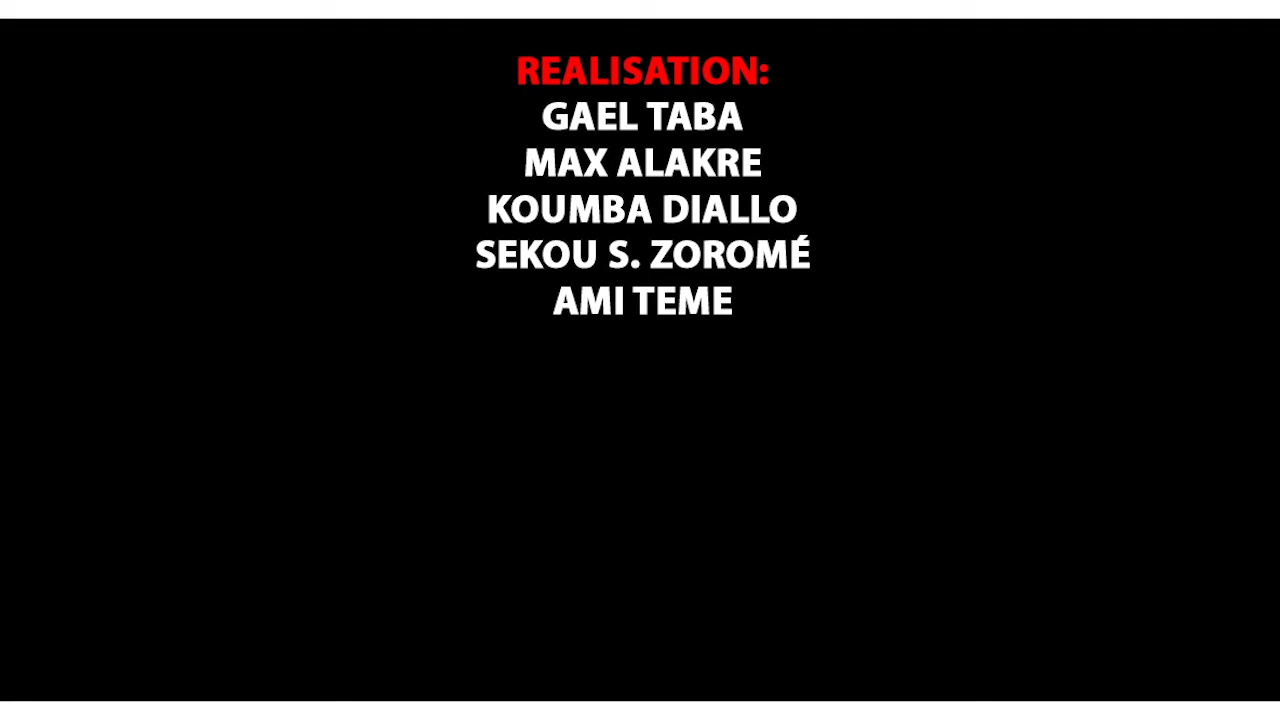 REALISATION:
GAEL TABA
MAX ALAKRE
KOUMBA DIALLO
SEKOU S. ZOROMÉ
AMI TEME